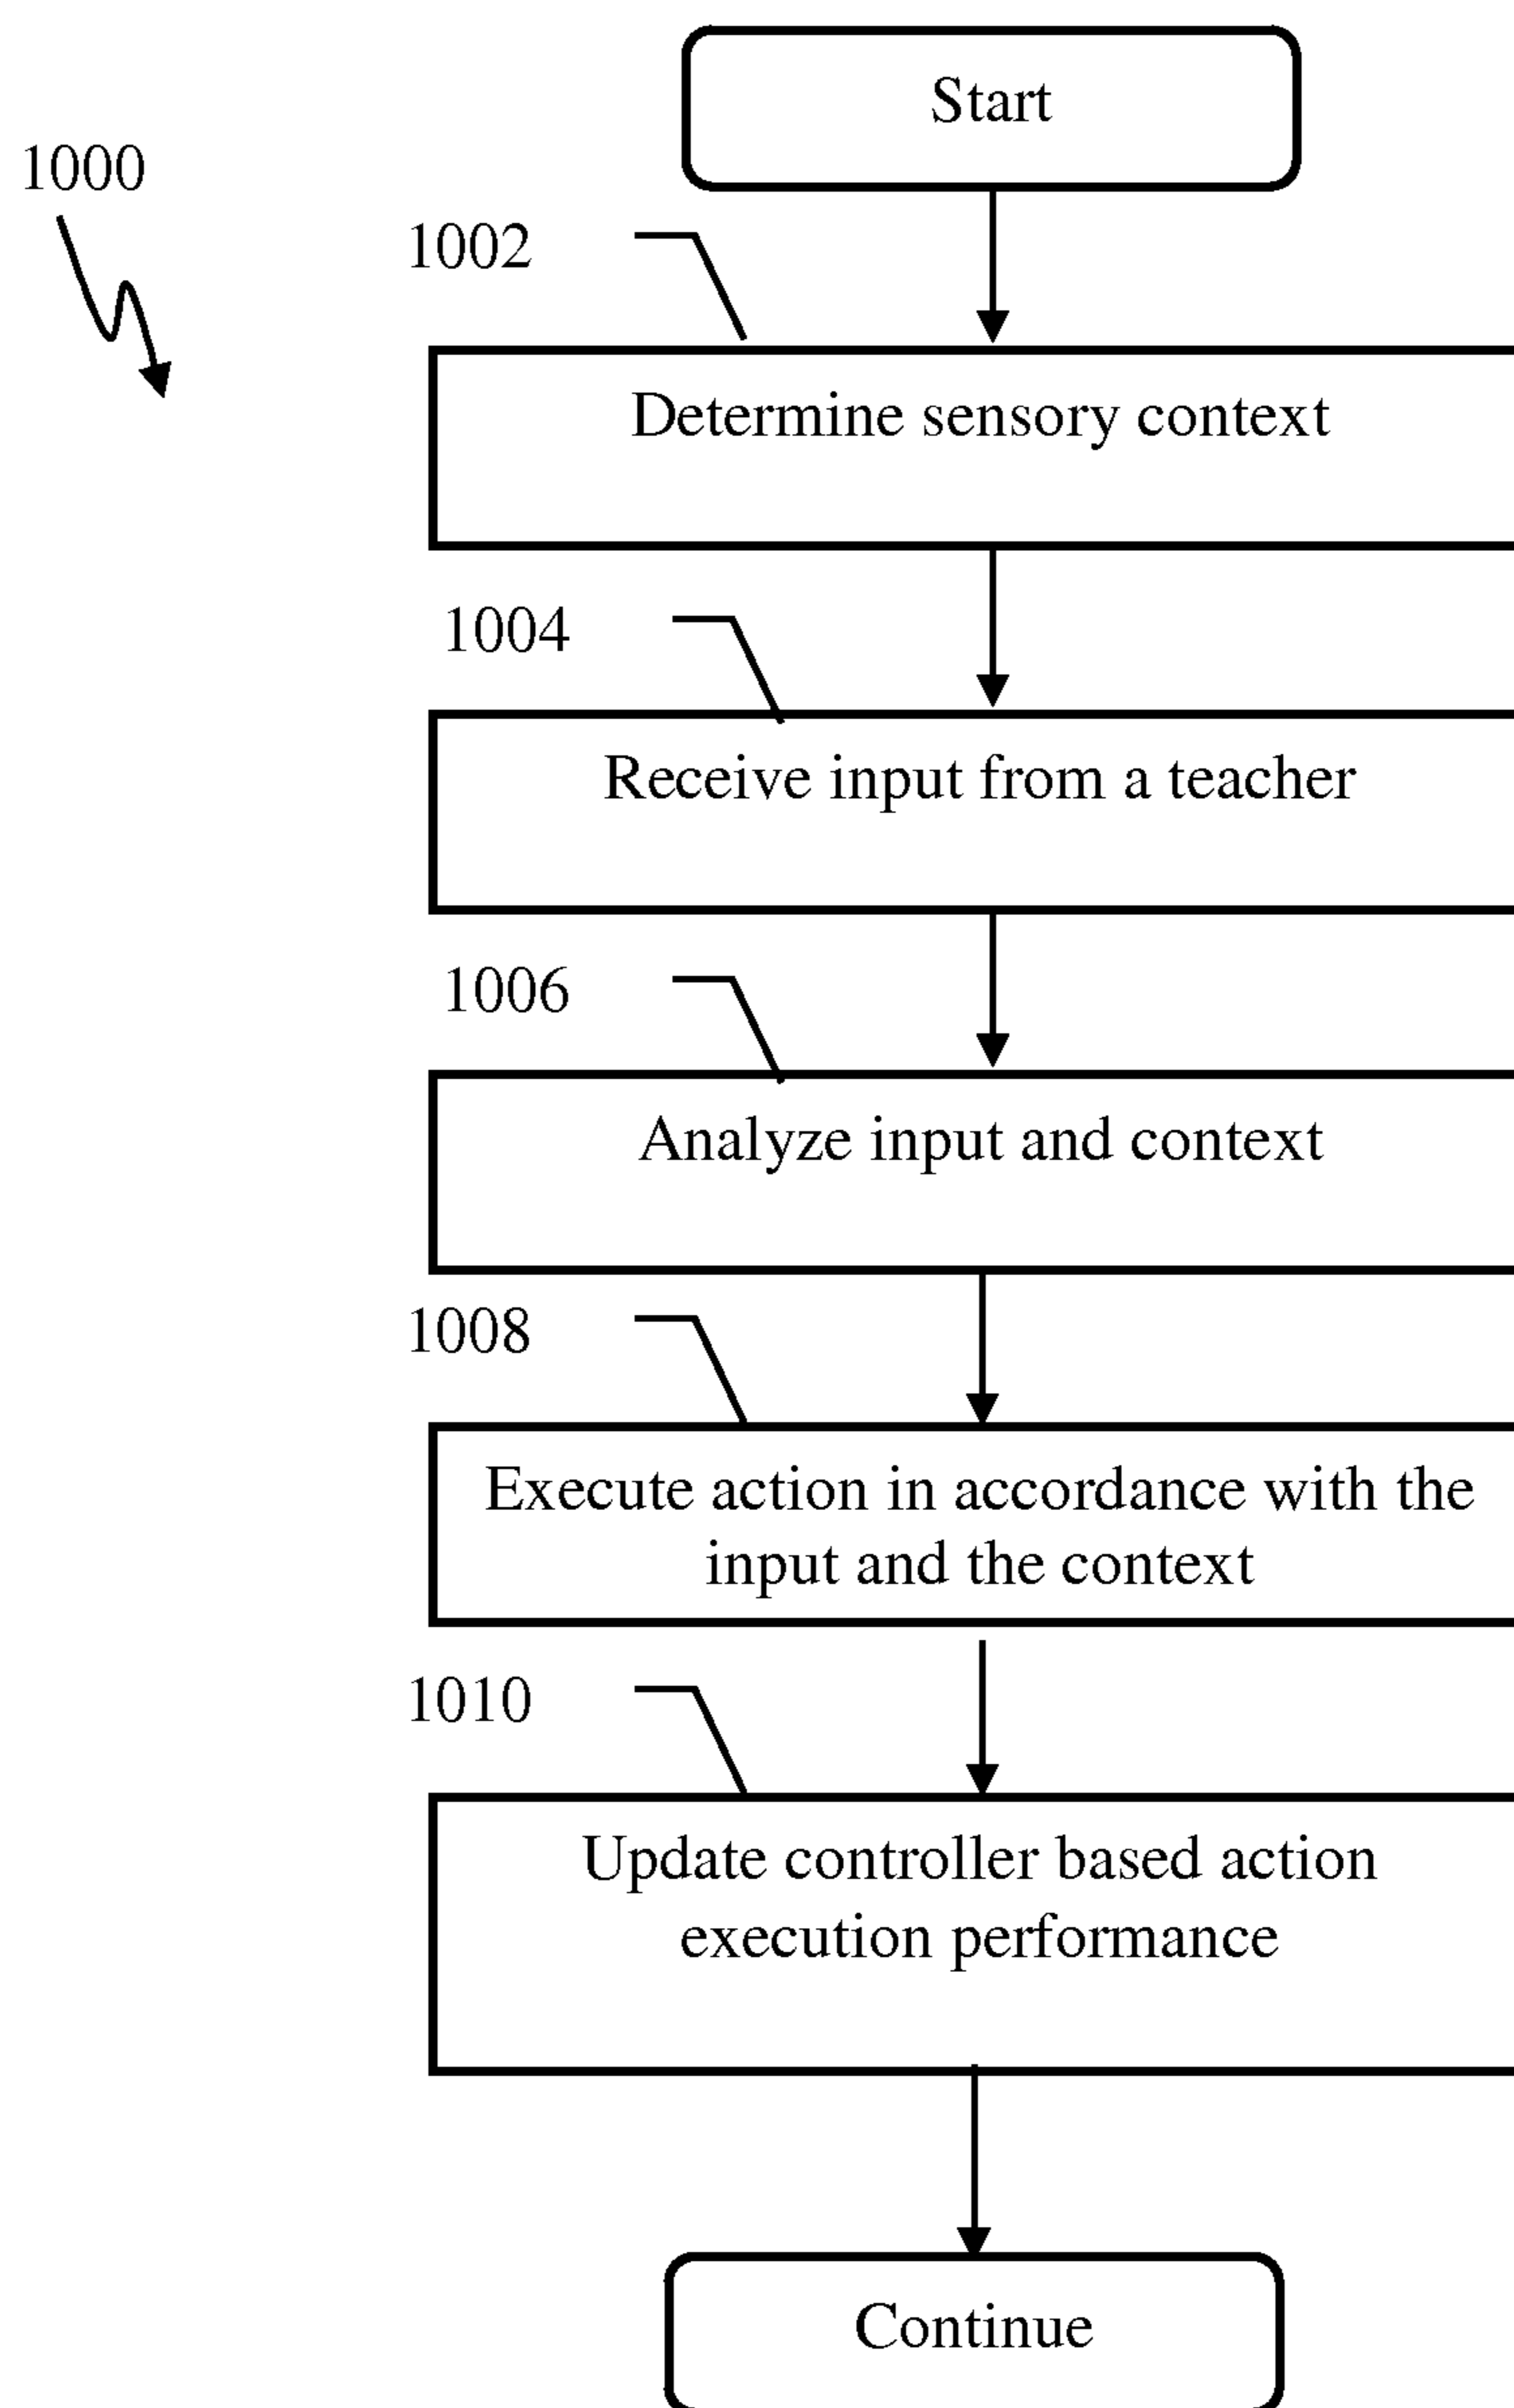 Start
1000
1002
Determine sensory context
1004
Receive input from a teacher
1006
Analyze input and context
1008
Execute action in accordance with the
input and the context
1010
Update controller based action
execution performance
Continue